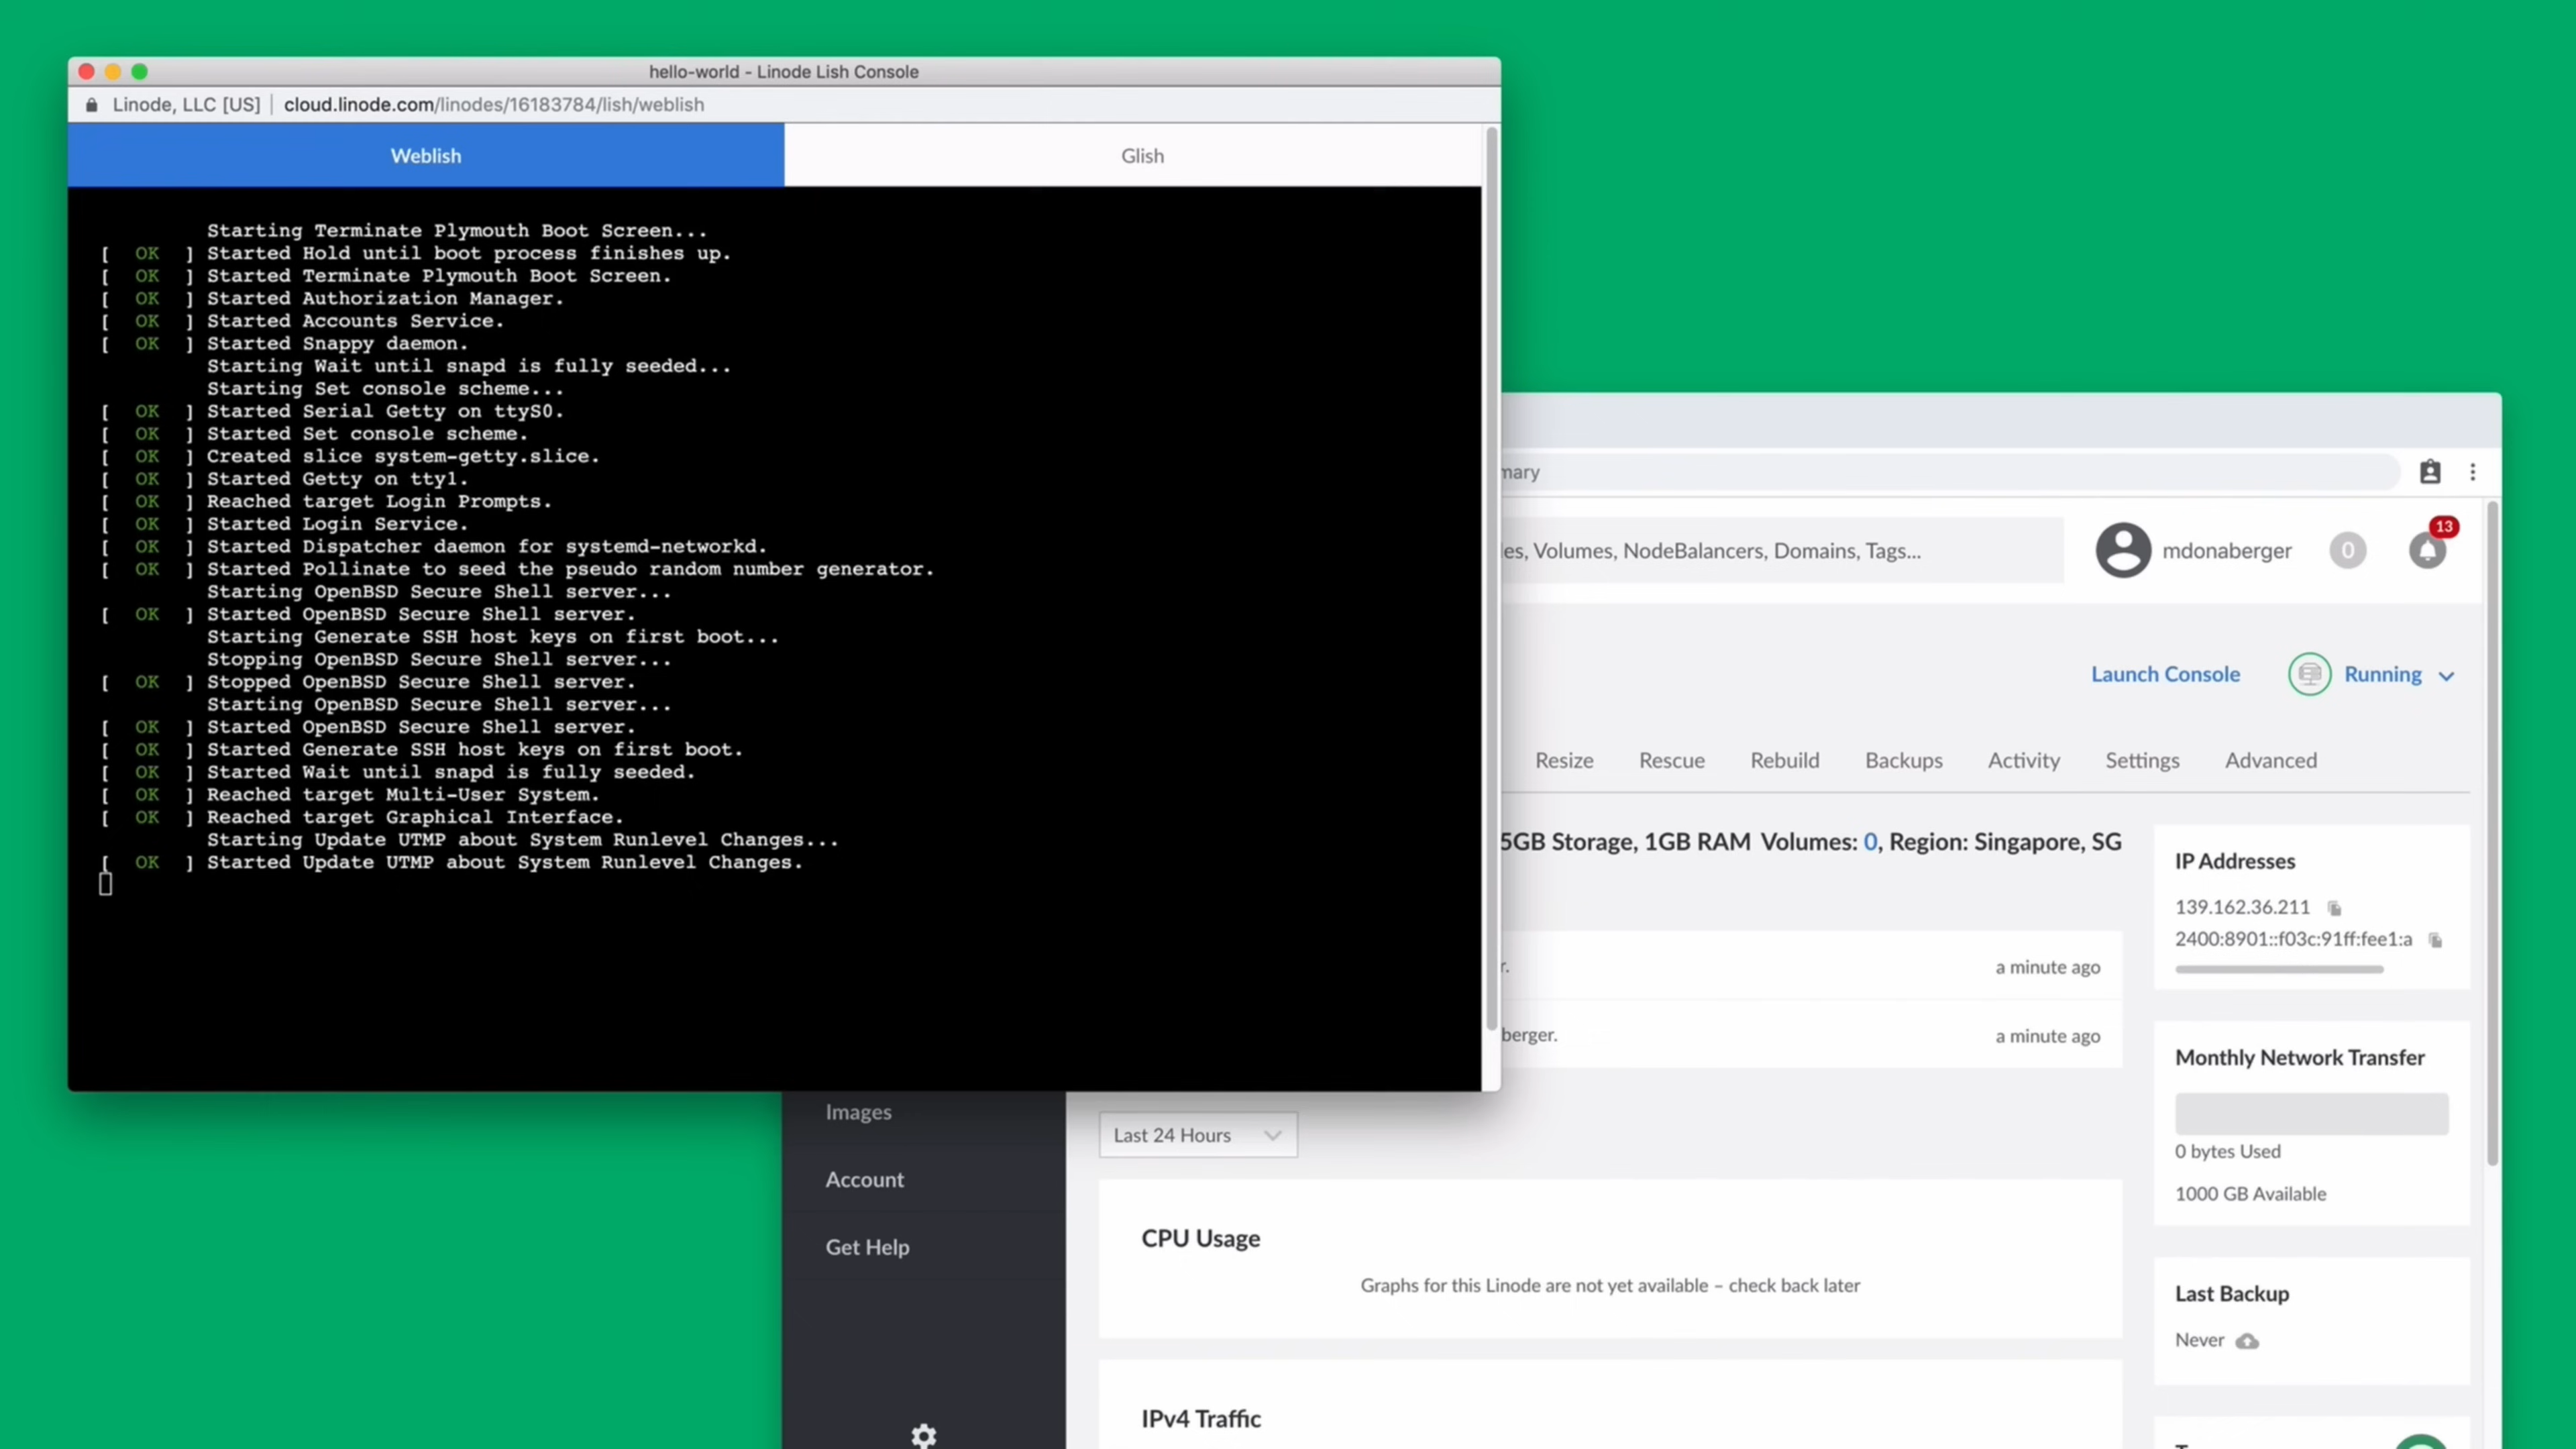 hello-world - Linode Lish Console
Linode, LLC [US] | cloud.linode.com/linodes/16183784/lish/weblish
Weblish
Glish
Starting Terminate Plymouth Boot Screen...
[ OK ] Started Hold until boot process finishes up.
[ OK ] Started Terminate Plymouth Boot Screen.
[ OK ] Started Authorization Manager.
[ OK ] Started Accounts Service.
[ OK ] Started Snappy daemon.
Starting Wait until snapd is fully seeded...
Starting Set console scheme...
[ OK ] Started Serial Getty on ttyS0.
[ OK ] Started Set console scheme.
[ OK ] Created slice system-getty.slice.
[ OK ] Started Getty on tty1.
[ OK ] Reached target Login Prompts.
[ OK ] Started Login Service.
[ OK ] Started Dispatcher daemon for systemd-networkd.
[ OK ] Started Pollinate to seed the pseudo random number generator.
Starting OpenBSD Secure Shell server...
[ OK ] Started OpenBSD Secure Shell server.
Starting Generate SSH host keys on first boot...
Stopping OpenBSD Secure Shell server...
[ OK ] Stopped OpenBSD Secure Shell server.
Starting OpenBSD Secure Shell server...
[ OK ] Started OpenBSD Secure Shell server.
[ OK ] Started Generate SSH host keys on first boot.
[ OK ] Started Wait until snapd is fully seeded.
[ OK ] Reached target Multi-User System.
[ OK ] Reached target Graphical Interface.
Starting Update UTMP about System Runlevel Changes...
[ OK ] Started Update UTMP about System Runlevel Changes.
mary
es, Volumes, NodeBalancers, Domains, Tags...
mdonaberger
0
13
Launch Console
Running
Resize
Rescue
Rebuild
Backups
Activity
Settings
Advanced
5GB Storage, 1GB RAM Volumes: 0, Region: Singapore, SG
r.
a minute ago
berger.
a minute ago
IP Addresses
139.162.36.211
2400:8901::f03c:91ff:fee1:a
Monthly Network Transfer
0 bytes Used
1000 GB Available
Last Backup
Never
Images
Account
Get Help
Last 24 Hours
CPU Usage
Graphs for this Linode are not yet available – check back later
IPv4 Traffic